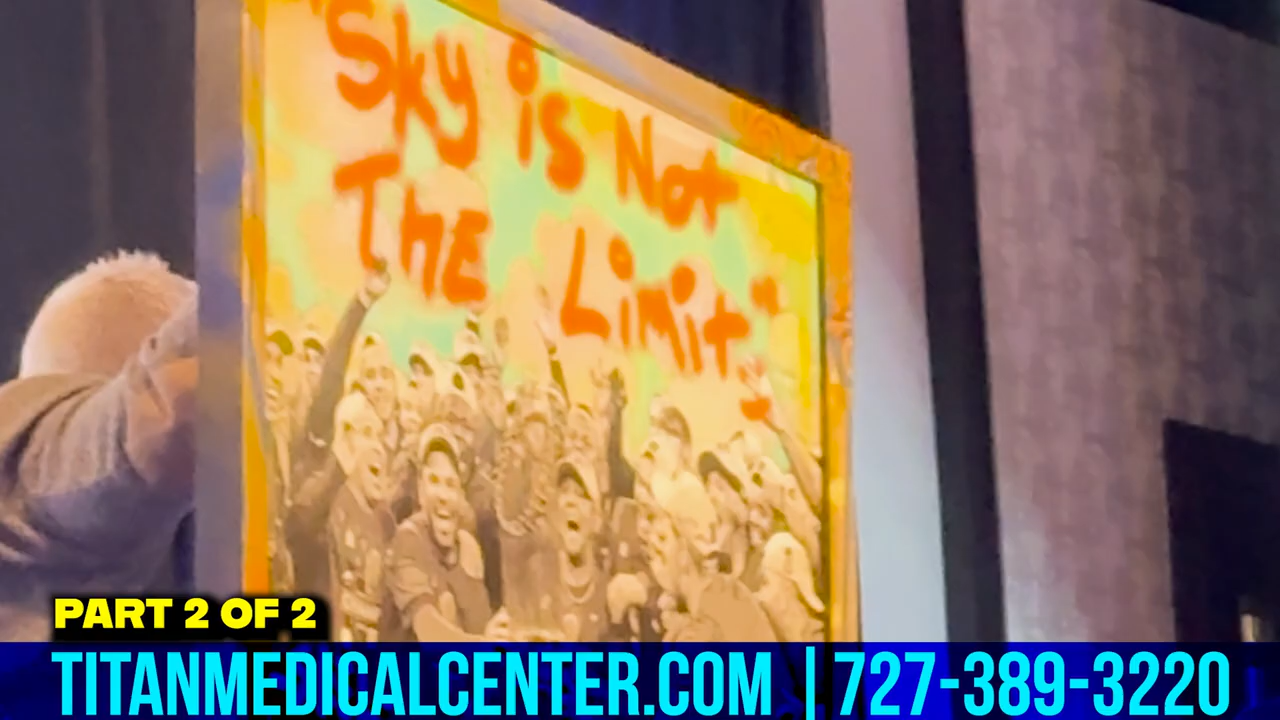 "Sky is Not
THE Limit."
PART 2 OF 2
TITANMEDICALCENTER.COM | 727-389-3220